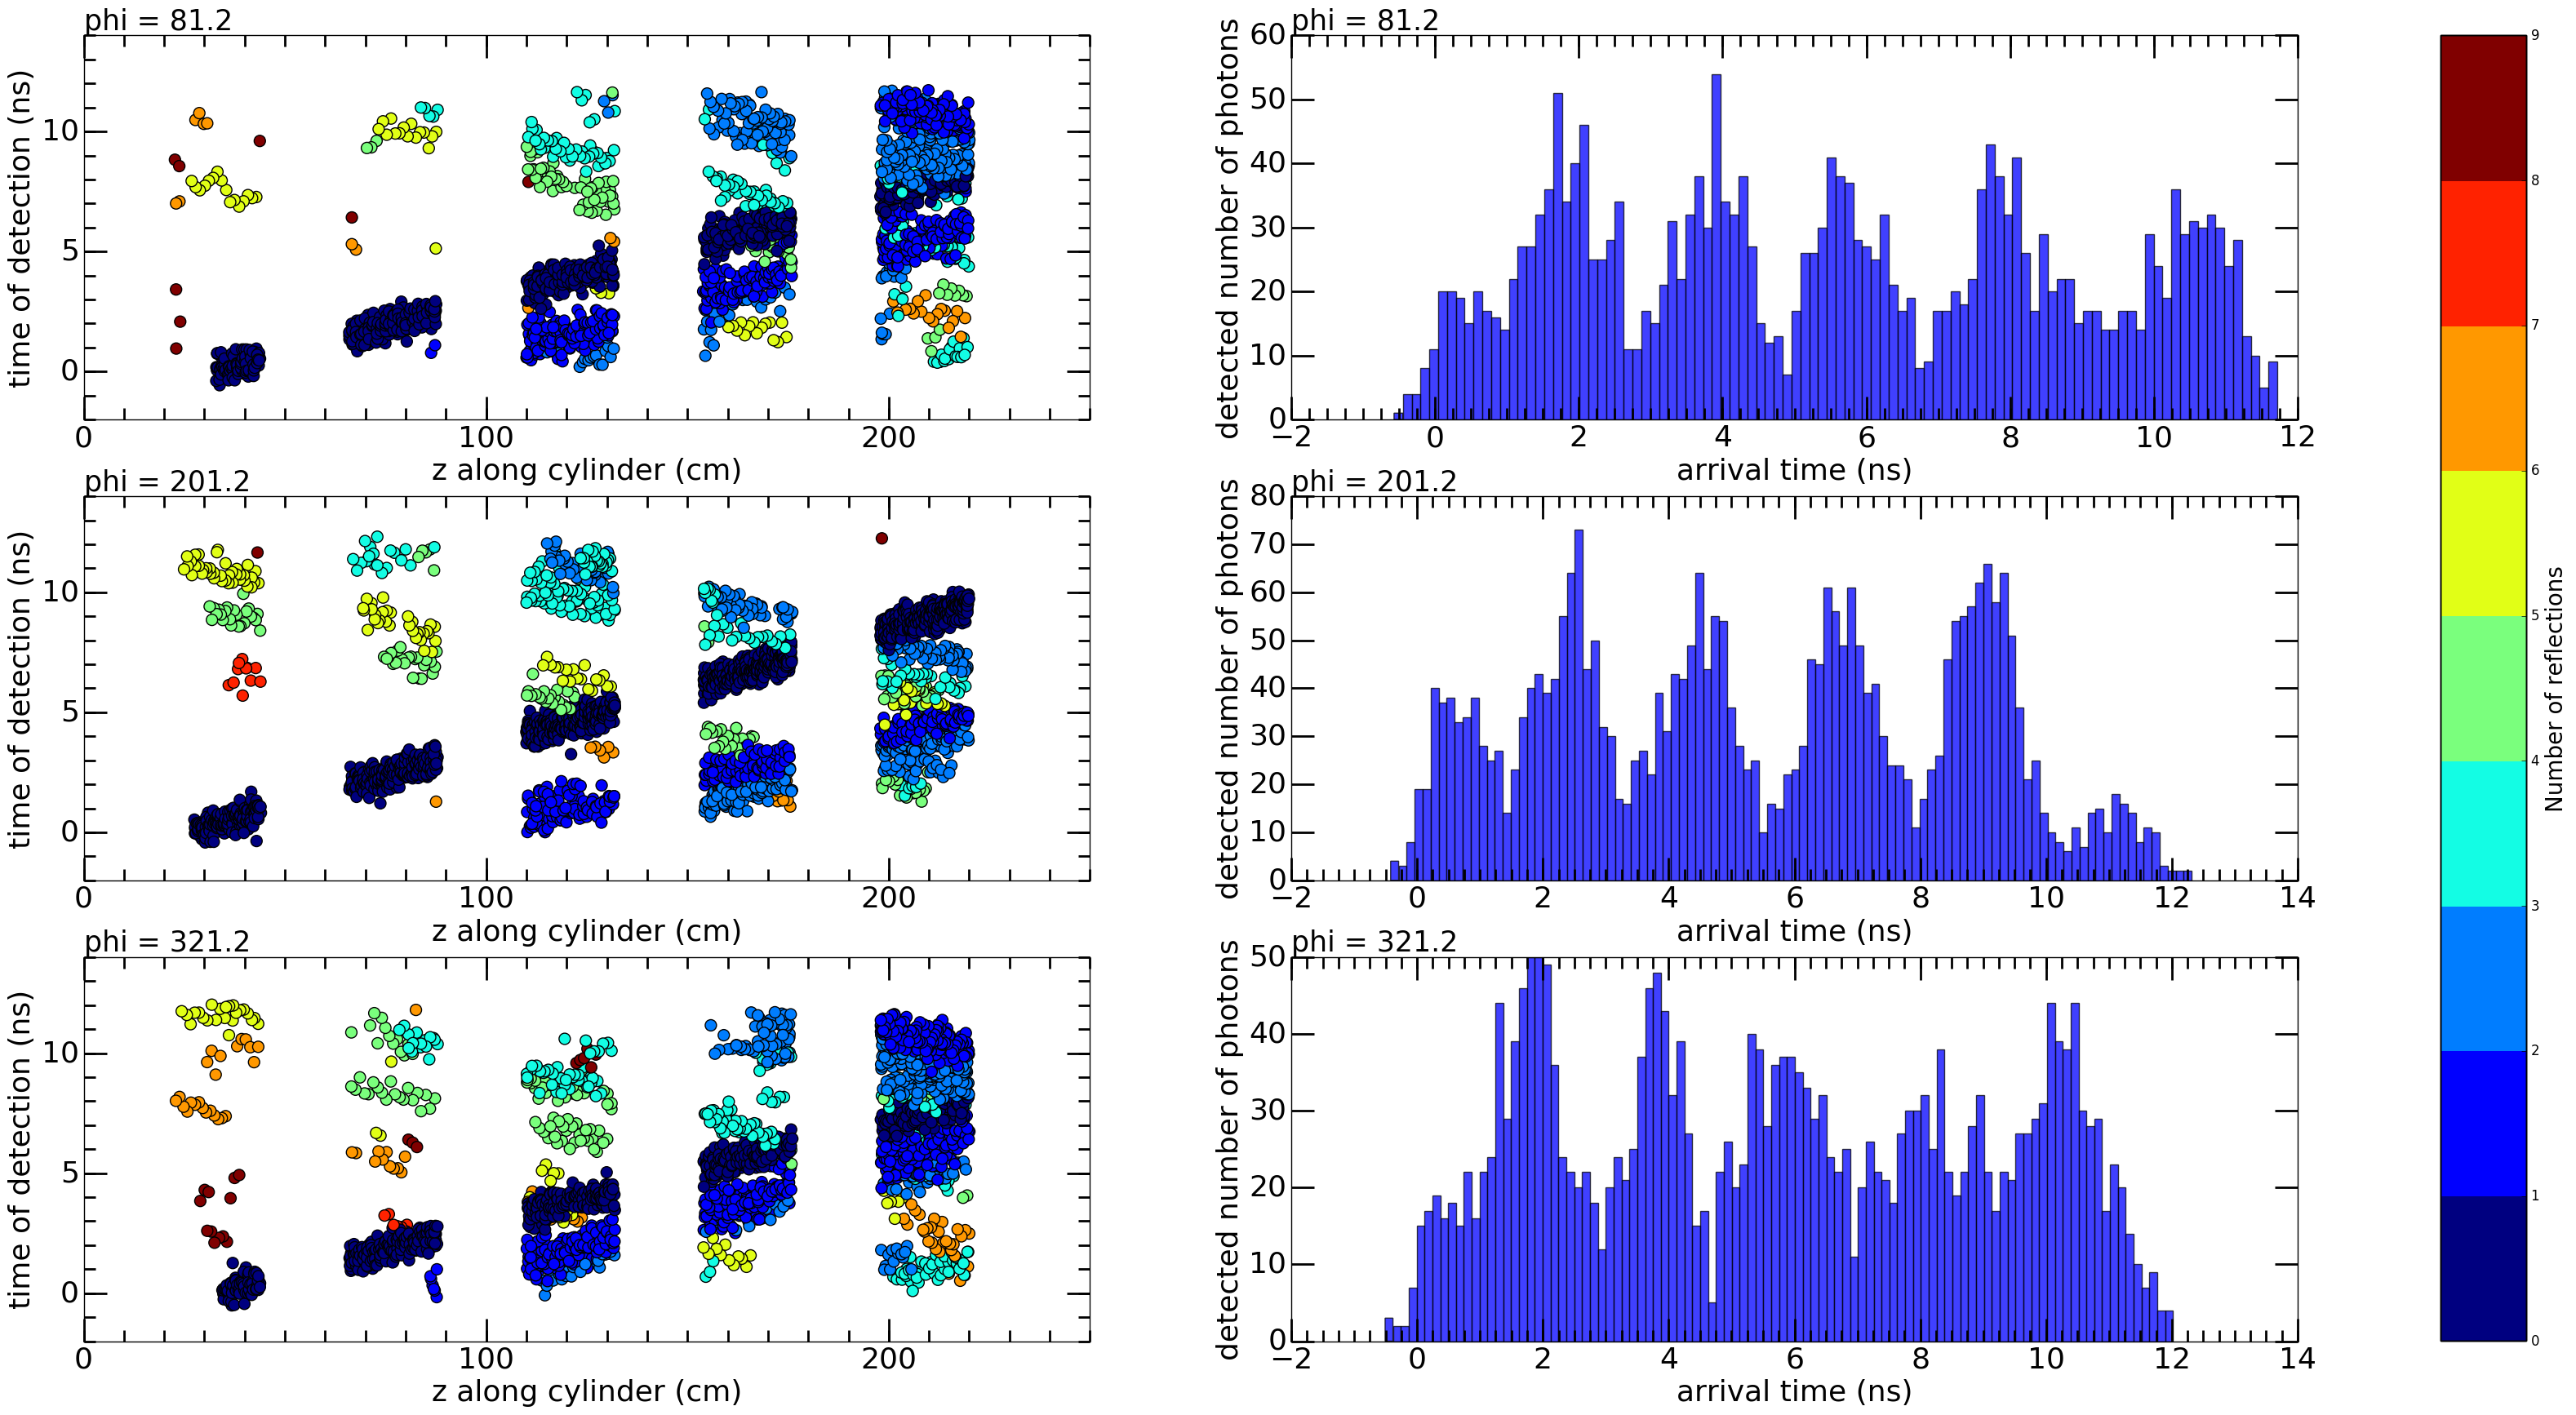 phi = 81.2
time of detection (ns)
10
5
0
0 100 200
z along cylinder (cm)
phi = 81.2
detected number of photons
60
50
40
30
20
10
0
−2 0 2 4 6 8 10 12
arrival time (ns)
phi = 201.2
time of detection (ns)
10
5
0
0 100 200
z along cylinder (cm)
phi = 201.2
detected number of photons
80
70
60
50
40
30
20
10
0
−2 0 2 4 6 8 10 12 14
arrival time (ns)
phi = 321.2
time of detection (ns)
10
5
0
0 100 200
z along cylinder (cm)
phi = 321.2
detected number of photons
50
40
30
20
10
0
−2 0 2 4 6 8 10 12 14
arrival time (ns)
9
8
7
6
5
4
3
2
1
0
Number of reflections